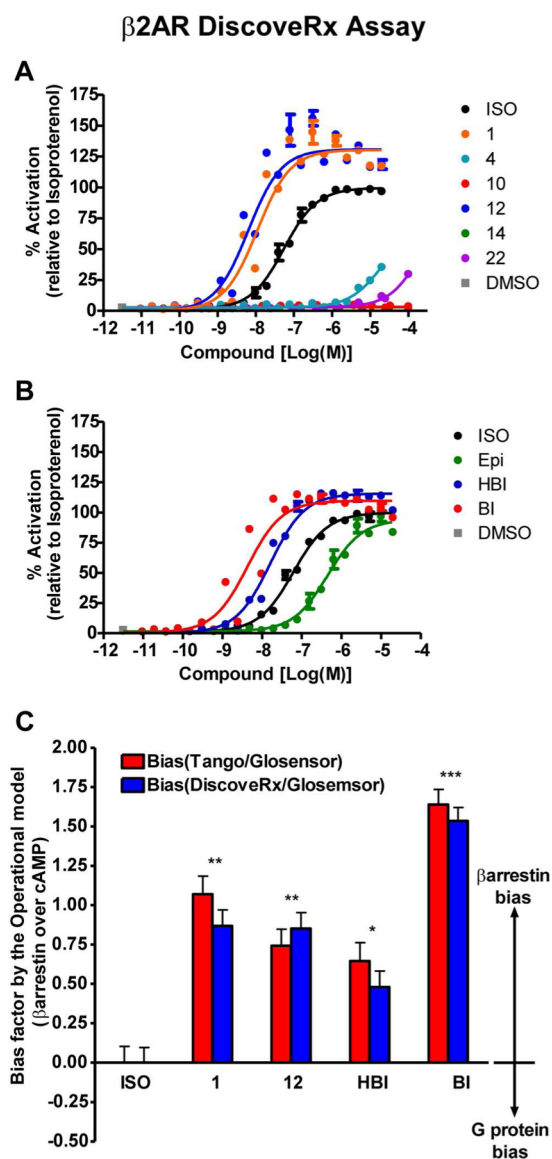 β2AR DiscoveRx Assay
A
% Activation
(relative to Isoproterenol)
175
150
125
100
75
50
25
0
-12 -11 -10 -9 -8 -7 -6 -5 -4
Compound [Log(M)]
ISO
1
4
10
12
14
22
DMSO
B
% Activation
(relative to Isoproterenol)
175
150
125
100
75
50
25
0
-12 -11 -10 -9 -8 -7 -6 -5 -4
Compound [Log(M)]
ISO
Epi
HBI
BI
DMSO
C
Bias factor by the Operational model
(βarrestin over cAMP)
2.00
1.75
1.50
1.25
1.00
0.75
0.50
0.25
0.00
-0.25
-0.50
Bias(Tango/Glosensor)
Bias(DiscoveRx/Glosemsor)
** ** * ***
ISO 1 12 HBI BI
βarrestin
bias
G protein
bias